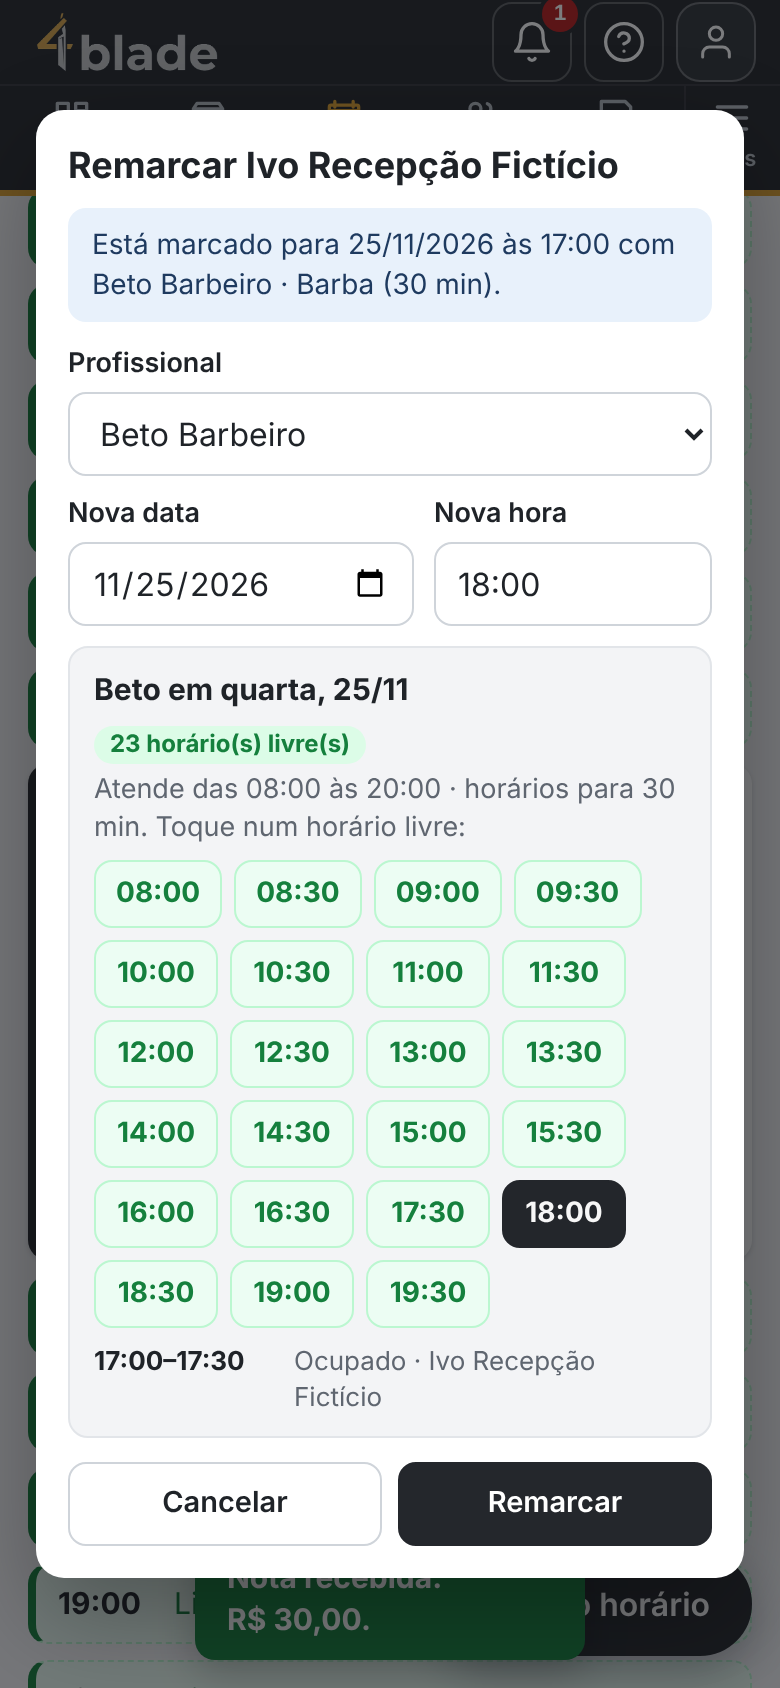 4blade
1
s
Remarcar Ivo Recepção Fictício
Está marcado para 25/11/2026 às 17:00 com
Beto Barbeiro · Barba (30 min).
Profissional
Beto Barbeiro
Nova data
Nova hora
11/25/2026
18:00
Beto em quarta, 25/11
23 horário(s) livre(s)
Atende das 08:00 às 20:00 · horários para 30
min. Toque num horário livre:
08:00 08:30 09:00 09:30
10:00 10:30 11:00 11:30
12:00 12:30 13:00 13:30
14:00 14:30 15:00 15:30
16:00 16:30 17:30 18:00
18:30 19:00 19:30
17:00–17:30 Ocupado · Ivo Recepção
Fictício
Cancelar Remarcar
Nota recebida.
19:00 Li R$ 30,00. horário